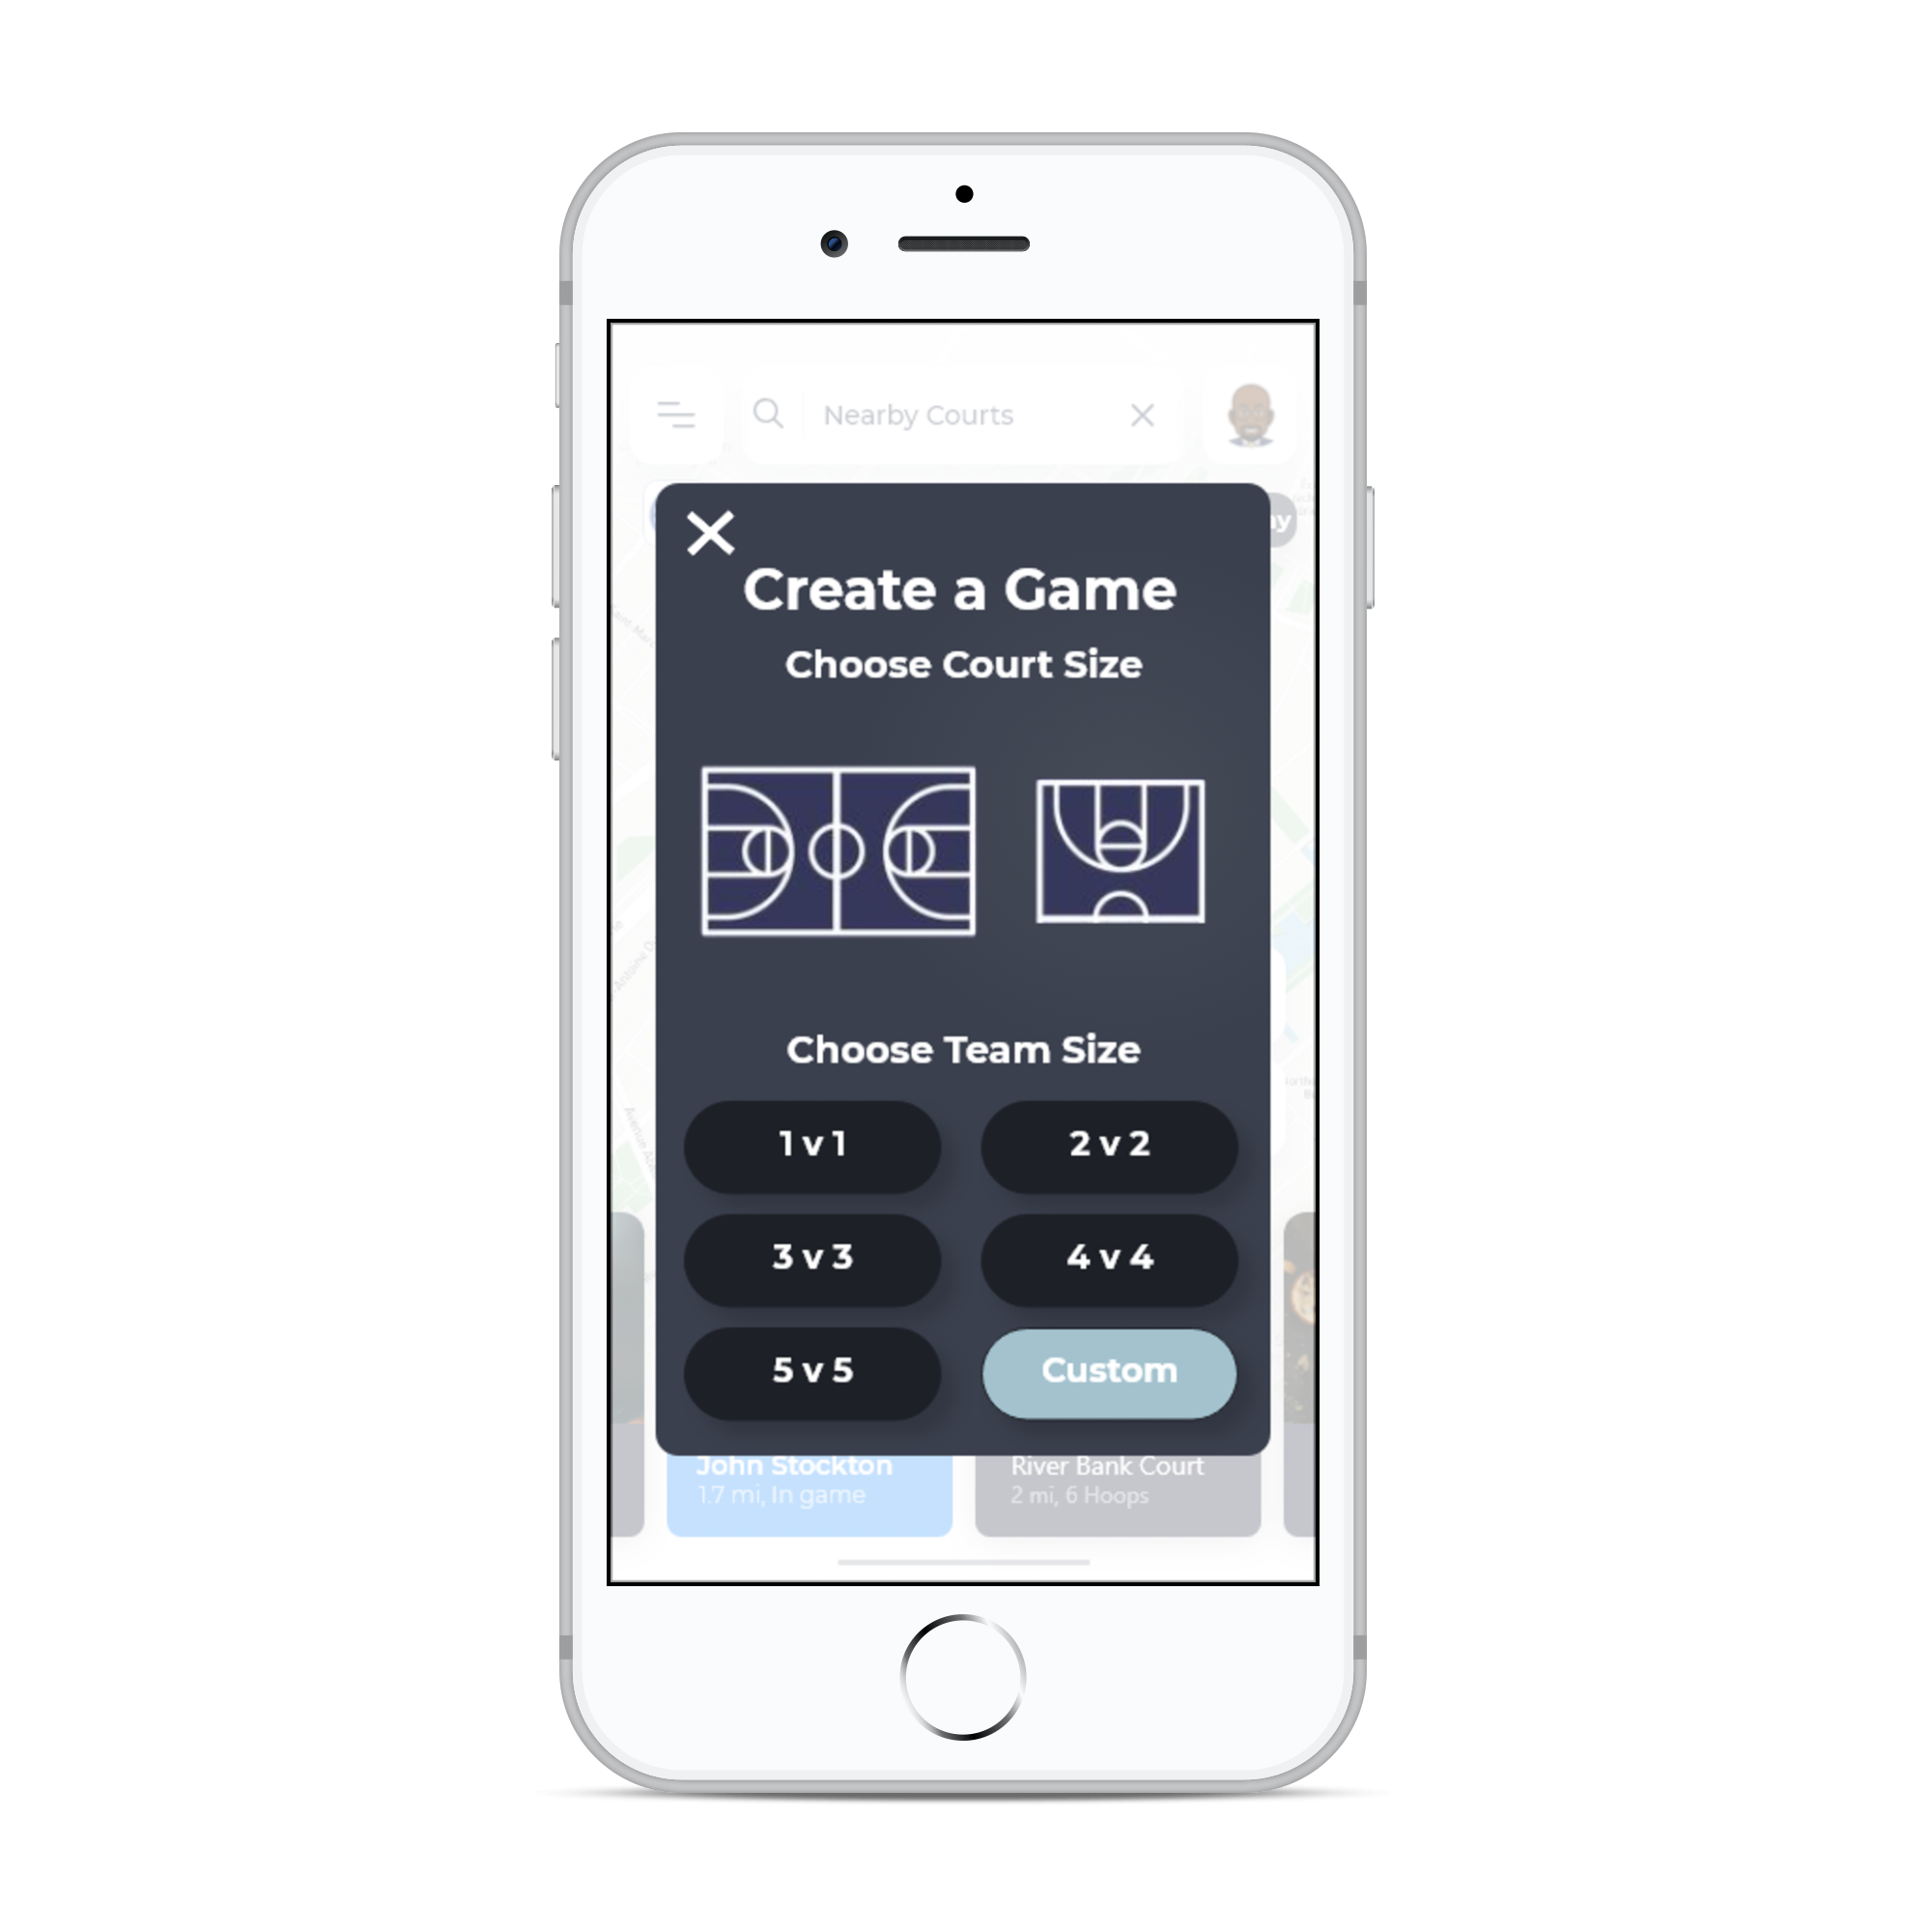 Nearby Courts
Create a Game
Choose Court Size
Choose Team Size
1 v 1
2 v 2
3 v 3
4 v 4
5 v 5
Custom
John Stockton
1.7 mi, In game
River Bank Court
2 mi, 6 Hoops